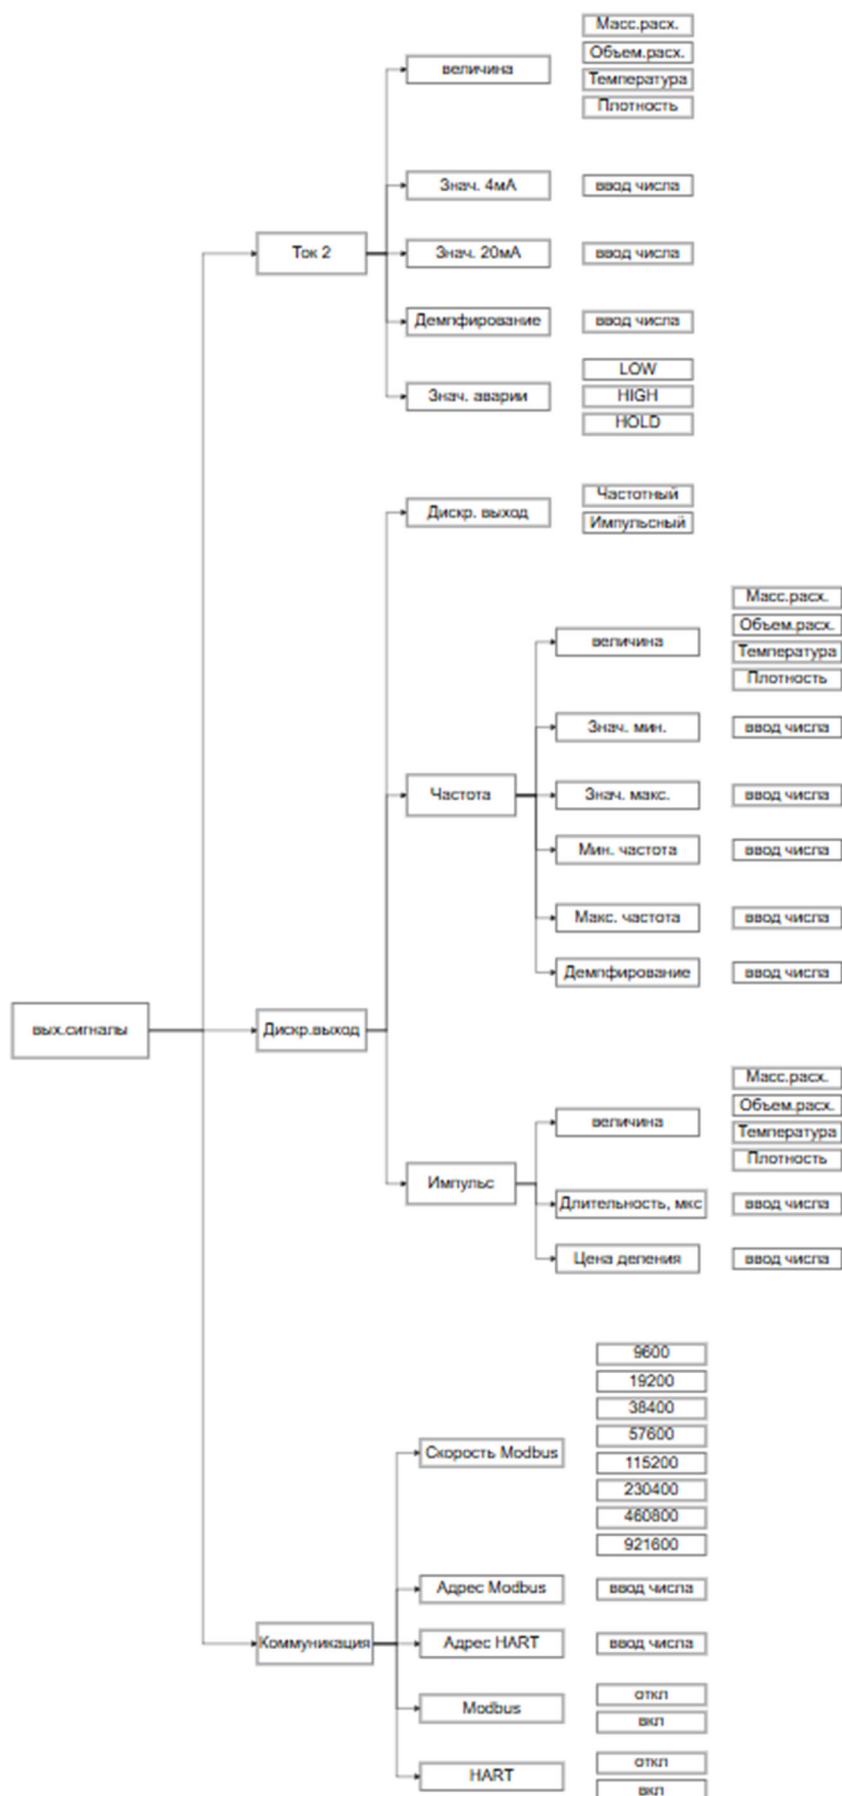 Масс.расх.
Объем.расх.
величина
Температура
Плотность
Знач. 4мА
ввод числа
Ток 2
Знач. 20мА
ввод числа
Демпфирование
ввод числа
LOW
Знач. аварии
HIGH
HOLD
Частотный
Дискр. выход
Импульсный
Масс.расх.
Объем.расх.
величина
Температура
Плотность
Знач. мин.
ввод числа
Частота
Знач. макс.
ввод числа
Мин. частота
ввод числа
Макс. частота
ввод числа
Демпфирование
ввод числа
вых.сигналы
Дискр.выход
Масс.расх.
Объем.расх.
величина
Температура
Плотность
Импульс
Длительность, мкс
ввод числа
Цена деления
ввод числа
9600
19200
38400
57600
Скорость Modbus
115200
230400
460800
921600
Адрес Modbus
ввод числа
Коммуникация
Адрес HART
ввод числа
откл
Modbus
вкл
откл
HART
вкл